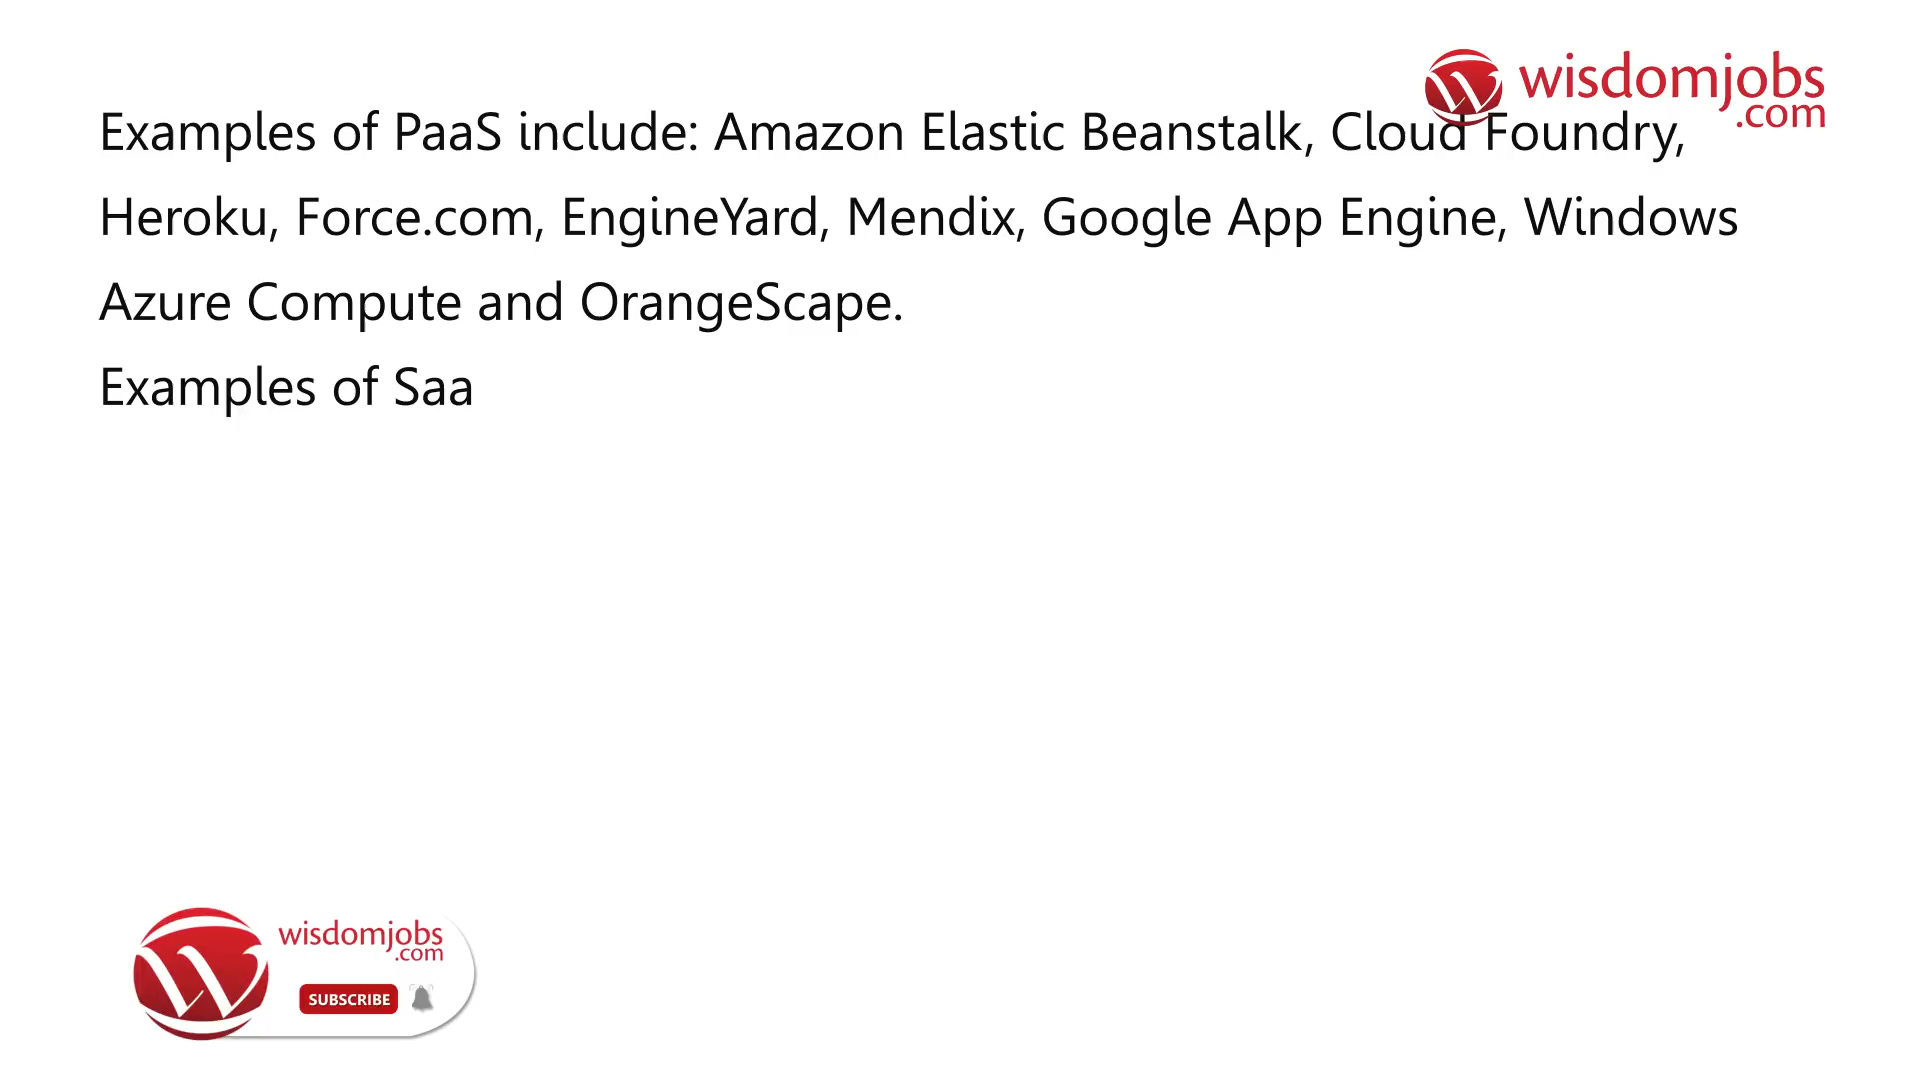 wisdomjobs
.com
Examples of PaaS include: Amazon Elastic Beanstalk, Cloud Foundry,
Heroku, Force.com, EngineYard, Mendix, Google App Engine, Windows
Azure Compute and OrangeScape.
Examples of Saa
wisdomjobs
.com
SUBSCRIBE